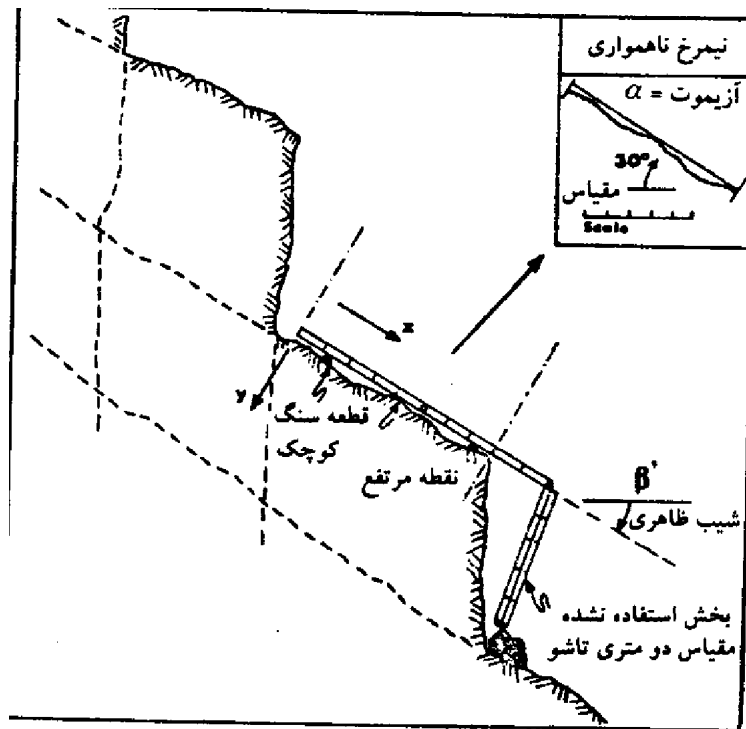 نیمرخ ناهمواری
آزیموت = α
30°
مقیاس
Scale
x
y
قطعه سنگ
کوچک
نقطه مرتفع
β'
شیب ظاهری
بخش استفاده نشده
مقیاس دو متری تاشو